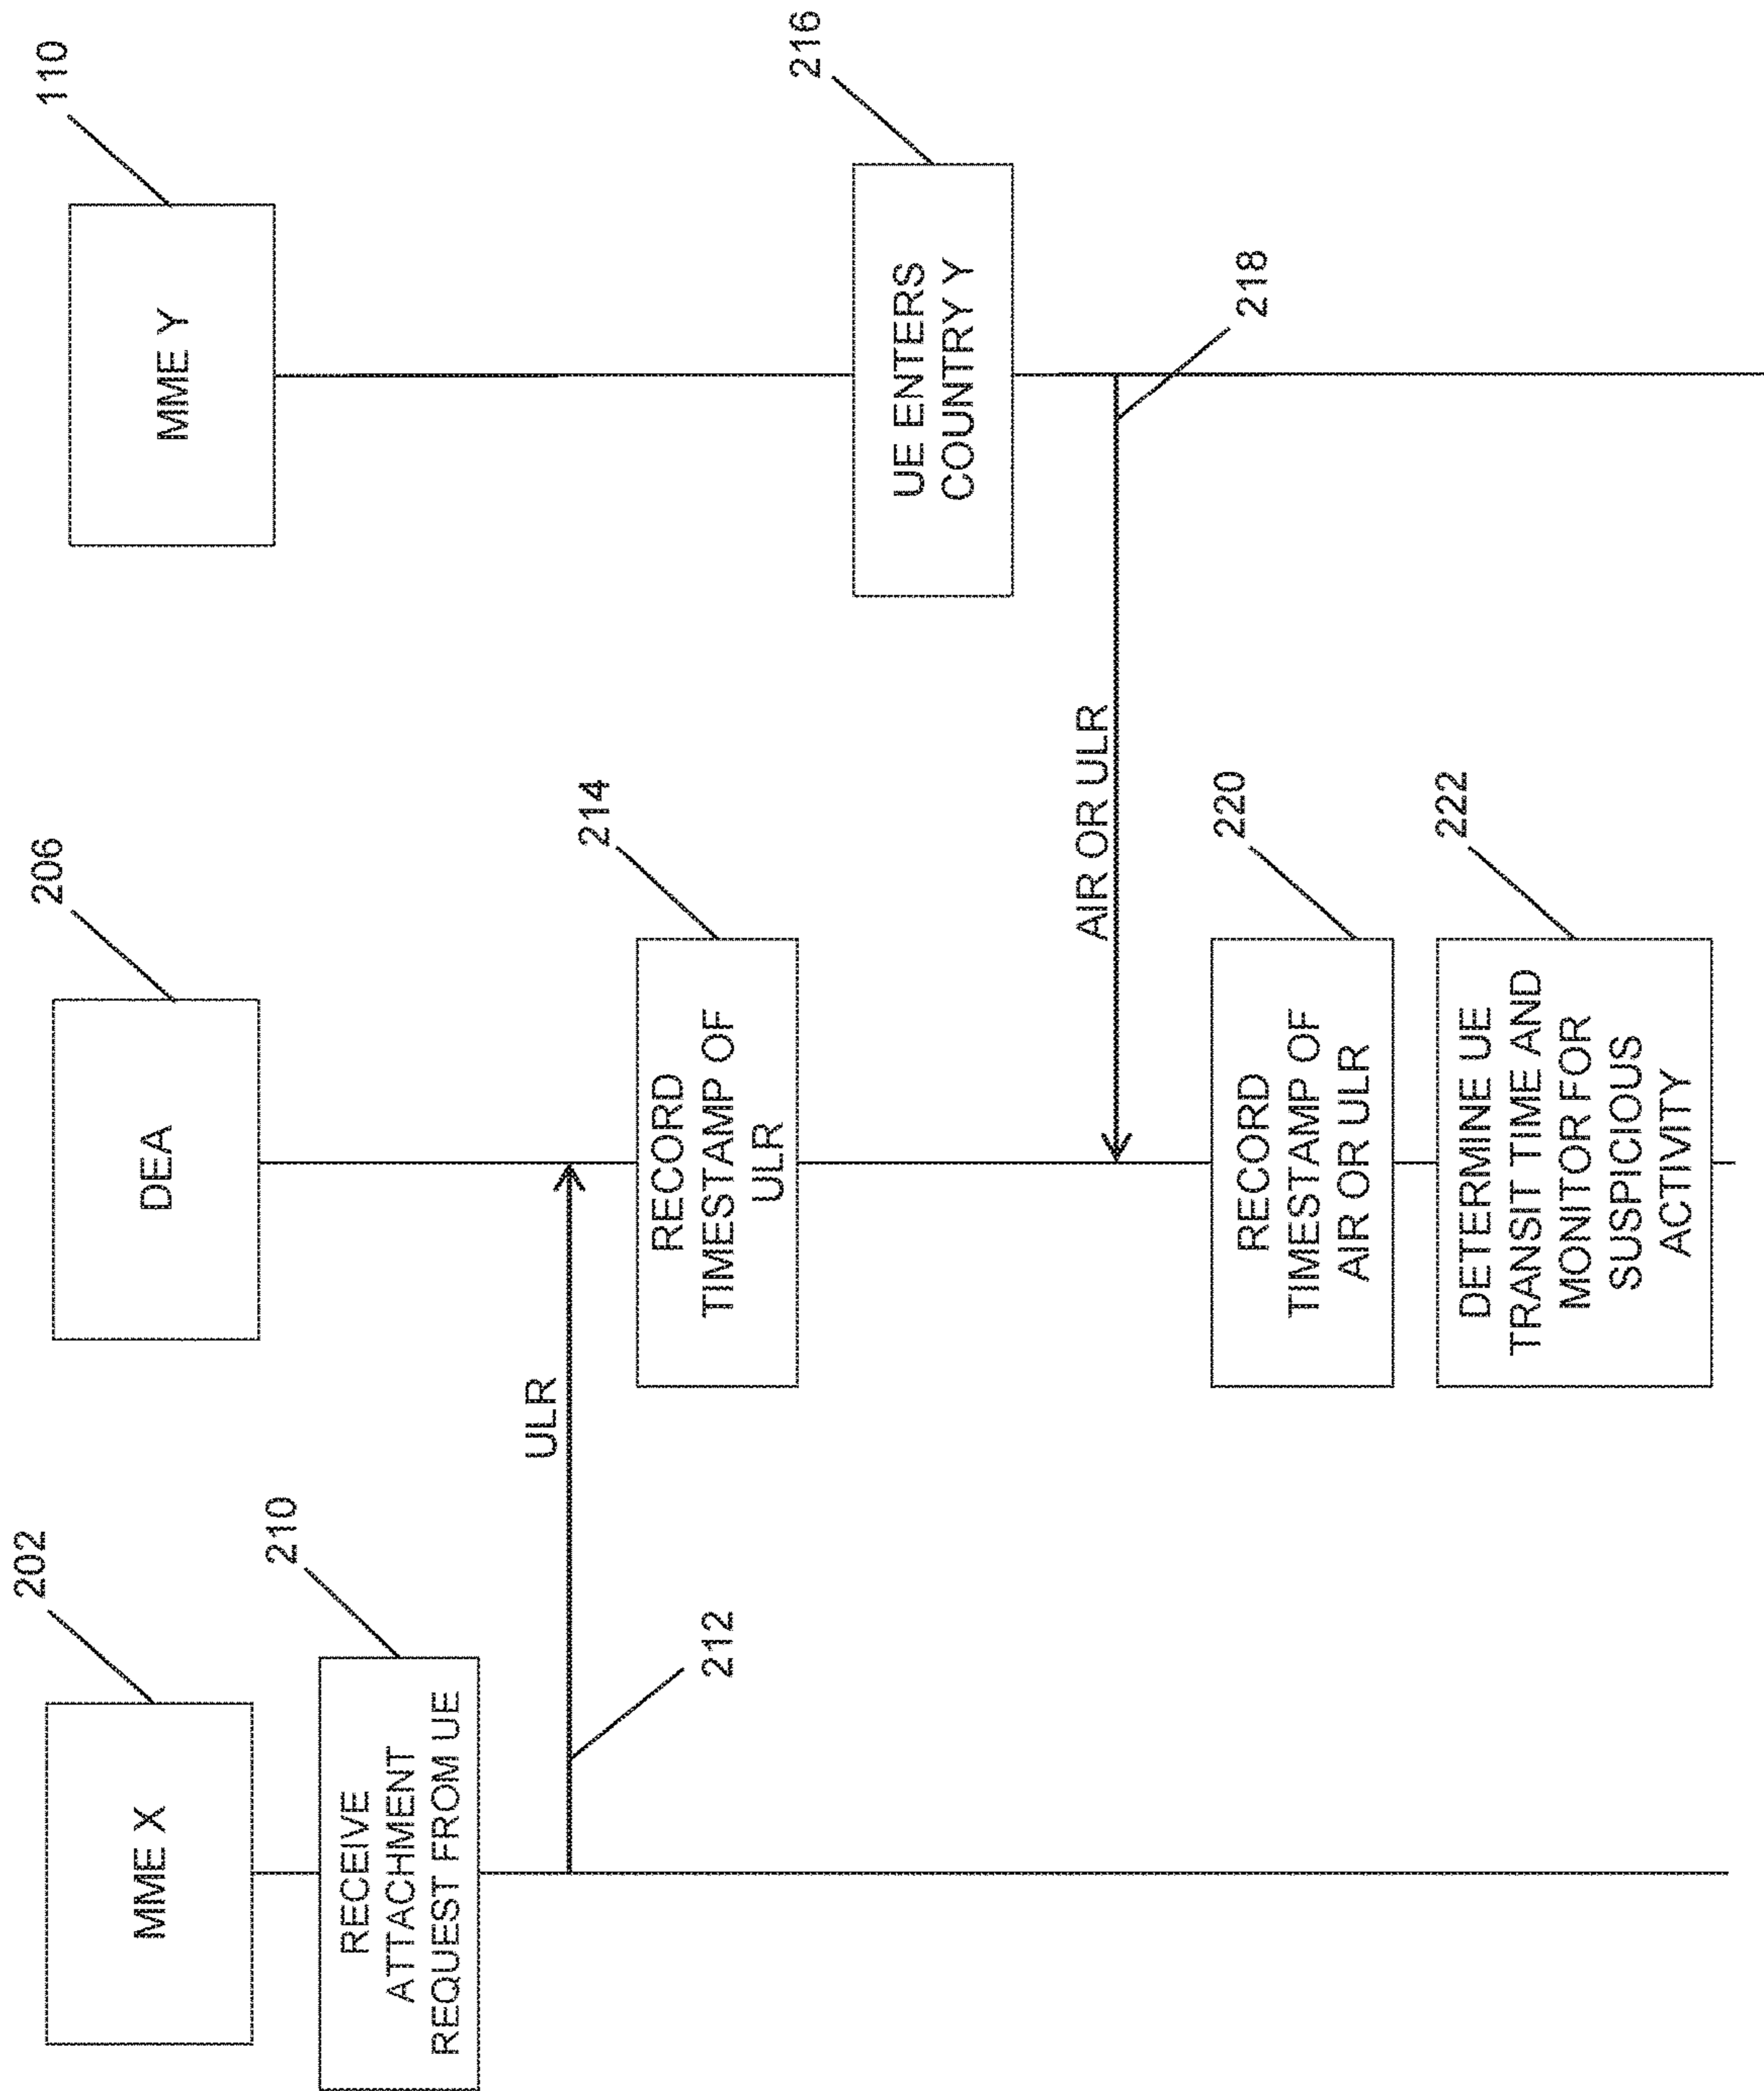 202
MME X
206
DEA
110
MME Y
210
RECEIVE
ATTACHMENT
REQUEST FROM UE
ULR
212
214
RECORD
TIMESTAMP OF
ULR
216
UE ENTERS
COUNTRY Y
AIR OR ULR
218
220
RECORD
TIMESTAMP OF
AIR OR ULR
222
DETERMINE UE
TRANSIT TIME AND
MONITOR FOR
SUSPICIOUS
ACTIVITY